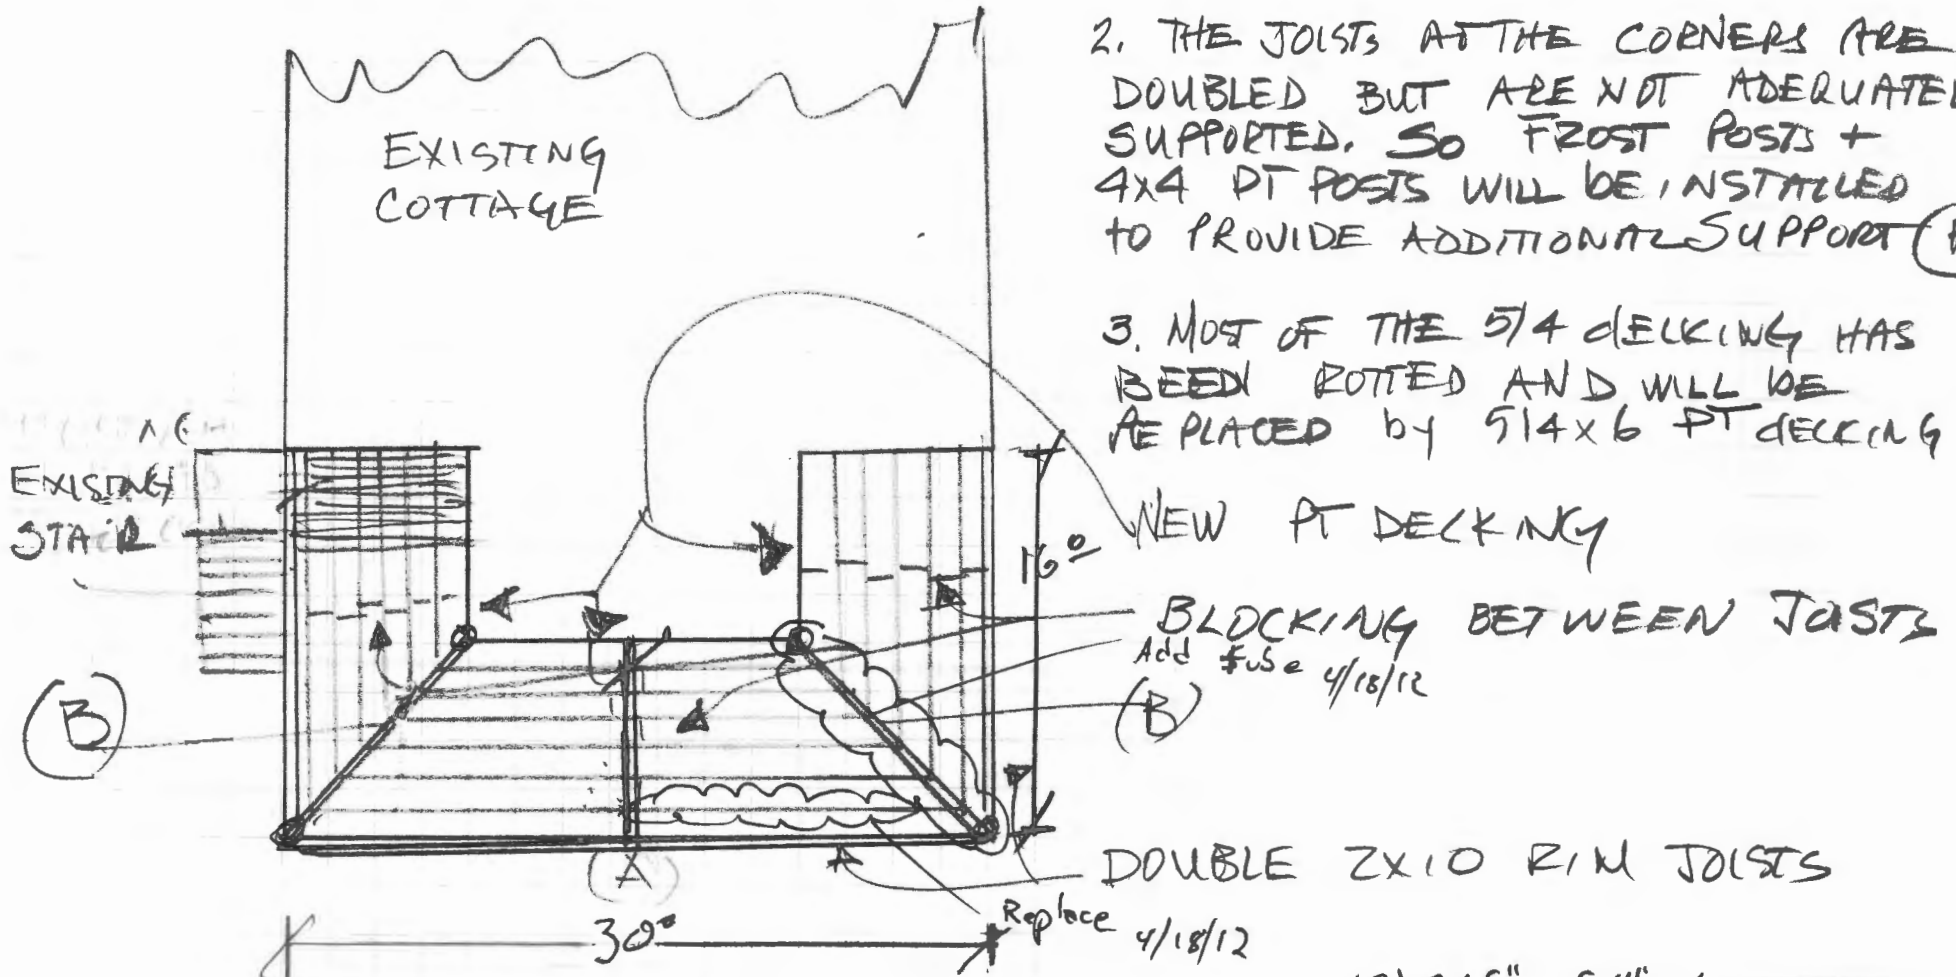 2. THE JOISTS AT THE CORNERS ARE
DOUBLED BUT ARE NOT
SUPPORTED. SO FROST POSTS +
4x4 PT POSTS WILL bE INSTALLED
to PROVIDE ADDITIONAL SUPPORT
3. MOST OF THE 5/4 dECKING HAS
BEEN ROTTED AND WILL bE
REPLACED by 5/4x6 PT dECKING
EXISTING
COTTAGE
EXISTING
STAIR
16°
NEW PT DECKING
BLOCKING BETWEEN JOISTS
Add 4/18/12
(B)
(B)
(A)
DOUBLE 2x10 RIM JOISTS
Replace 4/18/12
30°